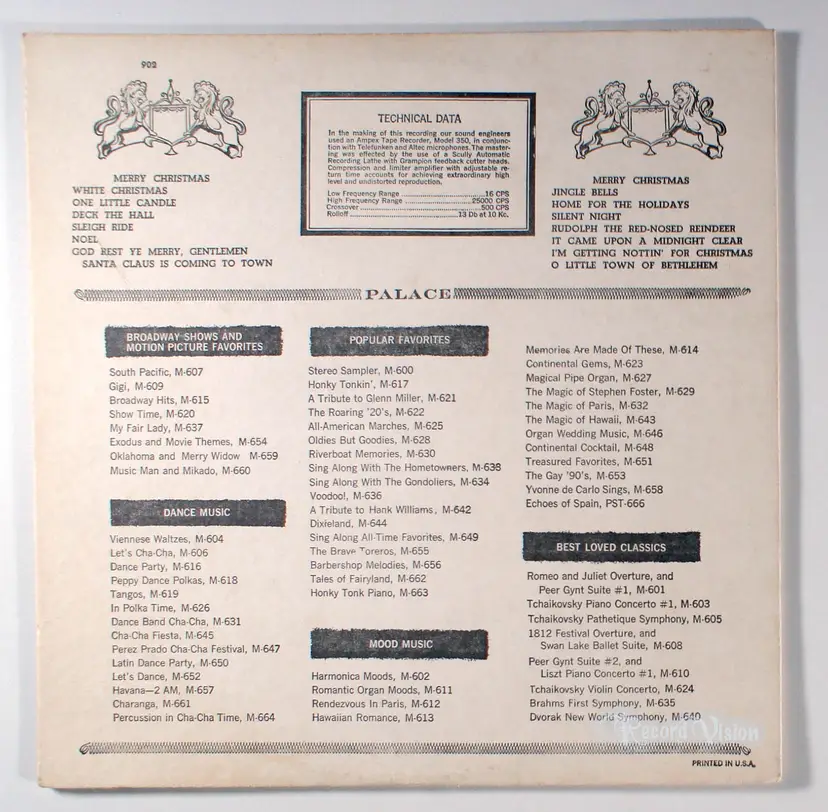 902
MERRY CHRISTMAS
WHITE CHRISTMAS
ONE LITTLE CANDLE
DECK THE HALL
SLEIGH RIDE
NOEL
GOD REST YE MERRY, GENTLEMEN
SANTA CLAUS IS COMING TO TOWN
TECHNICAL DATA
In the making of this recording our sound engineers
used an Ampex Tape Recorder, Model 350, in conjunc-
tion with Telefunken and Altec microphones. The master-
ing was effected by the use of a Scully Automatic
Recording Lathe with Grampion feedback cutter heads.
Compression and limiter amplifier with adjustable re-
turn time accounts for achieving extraordinary high
level and undistorted reproduction.
Low Frequency Range ........ 16 CPS
High Frequency Range ........ 25000 CPS
Crossover ........ 500 CPS
Rolloff ........ 13 Db at 10 Kc.
MERRY CHRISTMAS
JINCLE BELLS
HOME FOR THE HOLIDAYS
SILENT NIGHT
RUDOLPH THE RED-NOSED REINDEER
IT CAME UPON A MIDNIGHT CLEAR
I'M GETTING NOTTIN' FOR CHRISTMAS
O LITTLE TOWN OF BETHLEHEM
PALACE
BROADWAY SHOWS AND
MOTION PICTURE FAVORITES
South Pacific, M-607
Gigi, M-609
Broadway Hits, M-615
Show Time, M-620
My Fair Lady, M-637
Exodus and Movie Themes, M-654
Oklahoma and Merry Widow M-659
Music Man and Mikado, M-660
DANCE MUSIC
Viennese Waltzes, M-604
Let's Cha-Cha, M-606
Dance Party, M-616
Peppy Dance Polkas, M-618
Tangos, M-619
In Polka Time, M-626
Dance Band Cha-Cha, M-631
Cha-Cha Fiesta, M-645
Perez Prado Cha-Cha Festival, M-647
Latin Dance Party, M-650
Let's Dance, M-652
Havana—2 AM, M-657
Charanga, M-661
Percussion in Cha-Cha Time, M-664
POPULAR FAVORITES
Stereo Sampler, M-600
Honky Tonkin', M-617
A Tribute to Glenn Miller, M-621
The Roaring '20's, M-622
All-American Marches, M-625
Oldies But Goodies, M-628
Riverboat Memories, M-630
Sing Along With The Hometowners, M-638
Sing Along With The Gondoliers, M-634
Voodoo!, M-636
A Tribute to Hank Williams, M-642
Dixieland, M-644
Sing Along All-Time Favorites, M-649
The Brave Toreros, M-655
Barbershop Melodies, M-656
Tales of Fairyland, M-662
Honky Tonk Piano, M-663
MOOD MUSIC
Harmonica Moods, M-602
Romantic Organ Moods, M-611
Rendezvous In Paris, M-612
Hawaiian Romance, M-613
Memories Are Made Of These, M-614
Continental Gems, M-623
Magical Pipe Organ, M-627
The Magic of Stephen Foster, M-629
The Magic of Paris, M-632
The Magic of Hawaii, M-643
Organ Wedding Music, M-646
Continental Cocktail, M-648
Treasured Favorites, M-651
The Gay '90's, M-653
Yvonne de Carlo Sings, M-658
Echoes of Spain, PST-666
BEST LOVED CLASSICS
Romeo and Juliet Overture, and
Peer Gynt Suite #1, M-601
Tchaikovsky Piano Concerto #1, M-603
Tchaikovsky Pathetique Symphony, M-605
1812 Festival Overture, and
Swan Lake Ballet Suite, M-608
Peer Gynt Suite #2, and
Liszt Piano Concerto #1, M-610
Tchaikovsky Violin Concerto, M-624
Brahms First Symphony, M-635
Dvorak New World Symphony, M-640
Record Vision
PRINTED IN U.S.A.